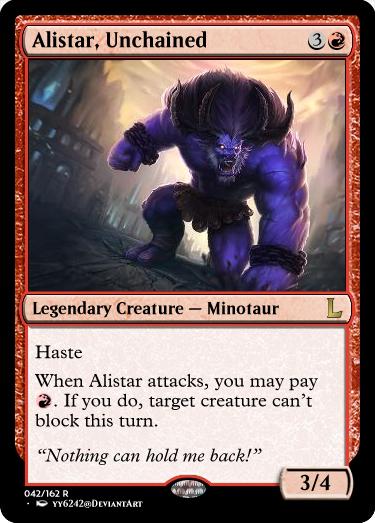 Alistar, Unchained 3
Legendary Creature — Minotaur L
Haste
When Alistar attacks, you may pay
. If you do, target creature can't
block this turn.
“Nothing can hold me back!”
3/4
042/162 R
· YY6242@DeviantArt